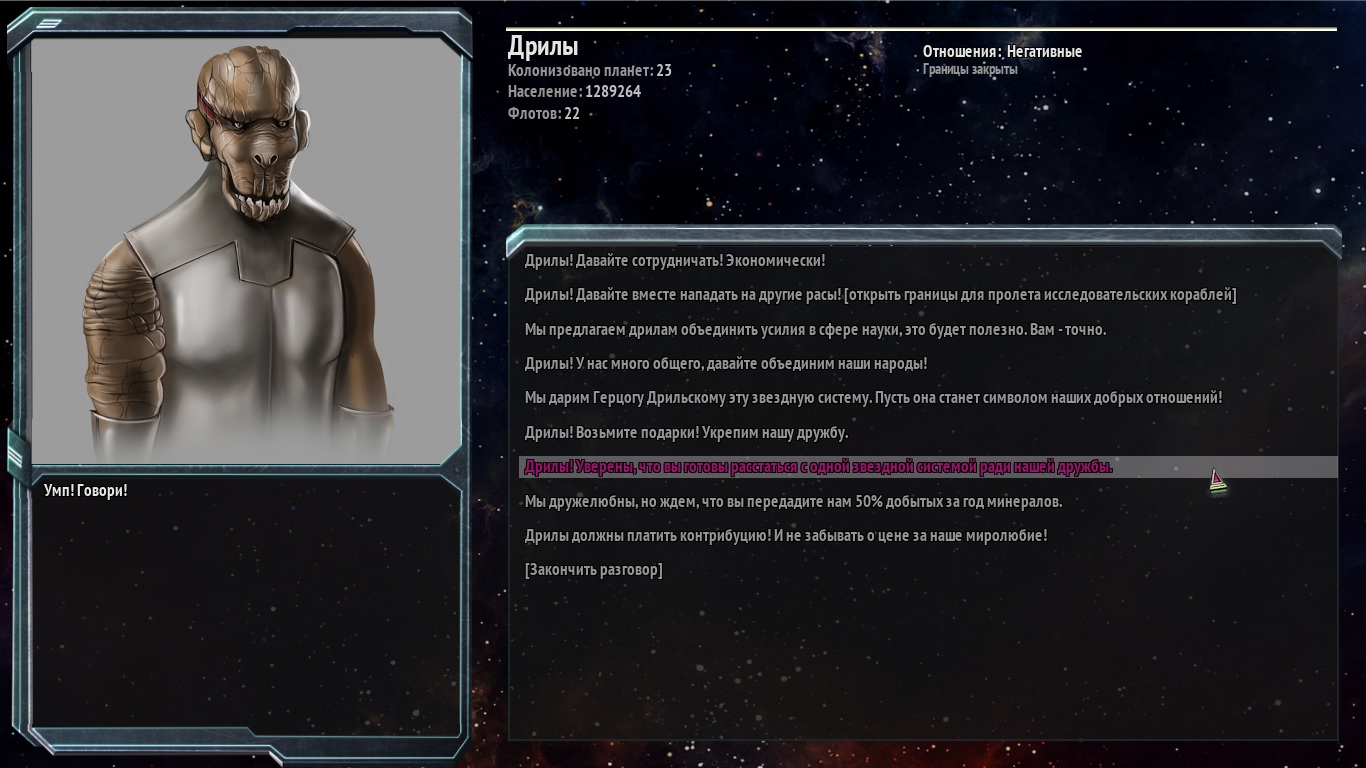 Дрилы
Колонизовано планет: 23
Население: 1289264
Флотов: 22
Отношения: Негативные
Границы закрыты
Дрилы! Давайте сотрудничать! Экономически!
Дрилы! Давайте вместе нападать на другие расы! [открыть границы для пролета исследовательских кораблей]
Мы предлагаем дрилам объединить усилия в сфере науки, это будет полезно. Вам - точно.
Дрилы! У нас много общего, давайте объединим наши народы!
Мы дарим Герцогу Дрильскому эту звездную систему. Пусть она станет символом наших добрых отношений!
Дрилы! Возьмите подарки! Укрепим нашу дружбу.
Дрилы! Уверены, что вы готовы расстаться с одной звездной системой ради нашей дружбы.
Мы дружелюбны, но ждем, что вы передадите нам 50% добытых за год минералов.
Дрилы должны платить контрибуцию! И не забывать о цене за наше миролюбие!
[Закончить разговор]
Умп! Говори!